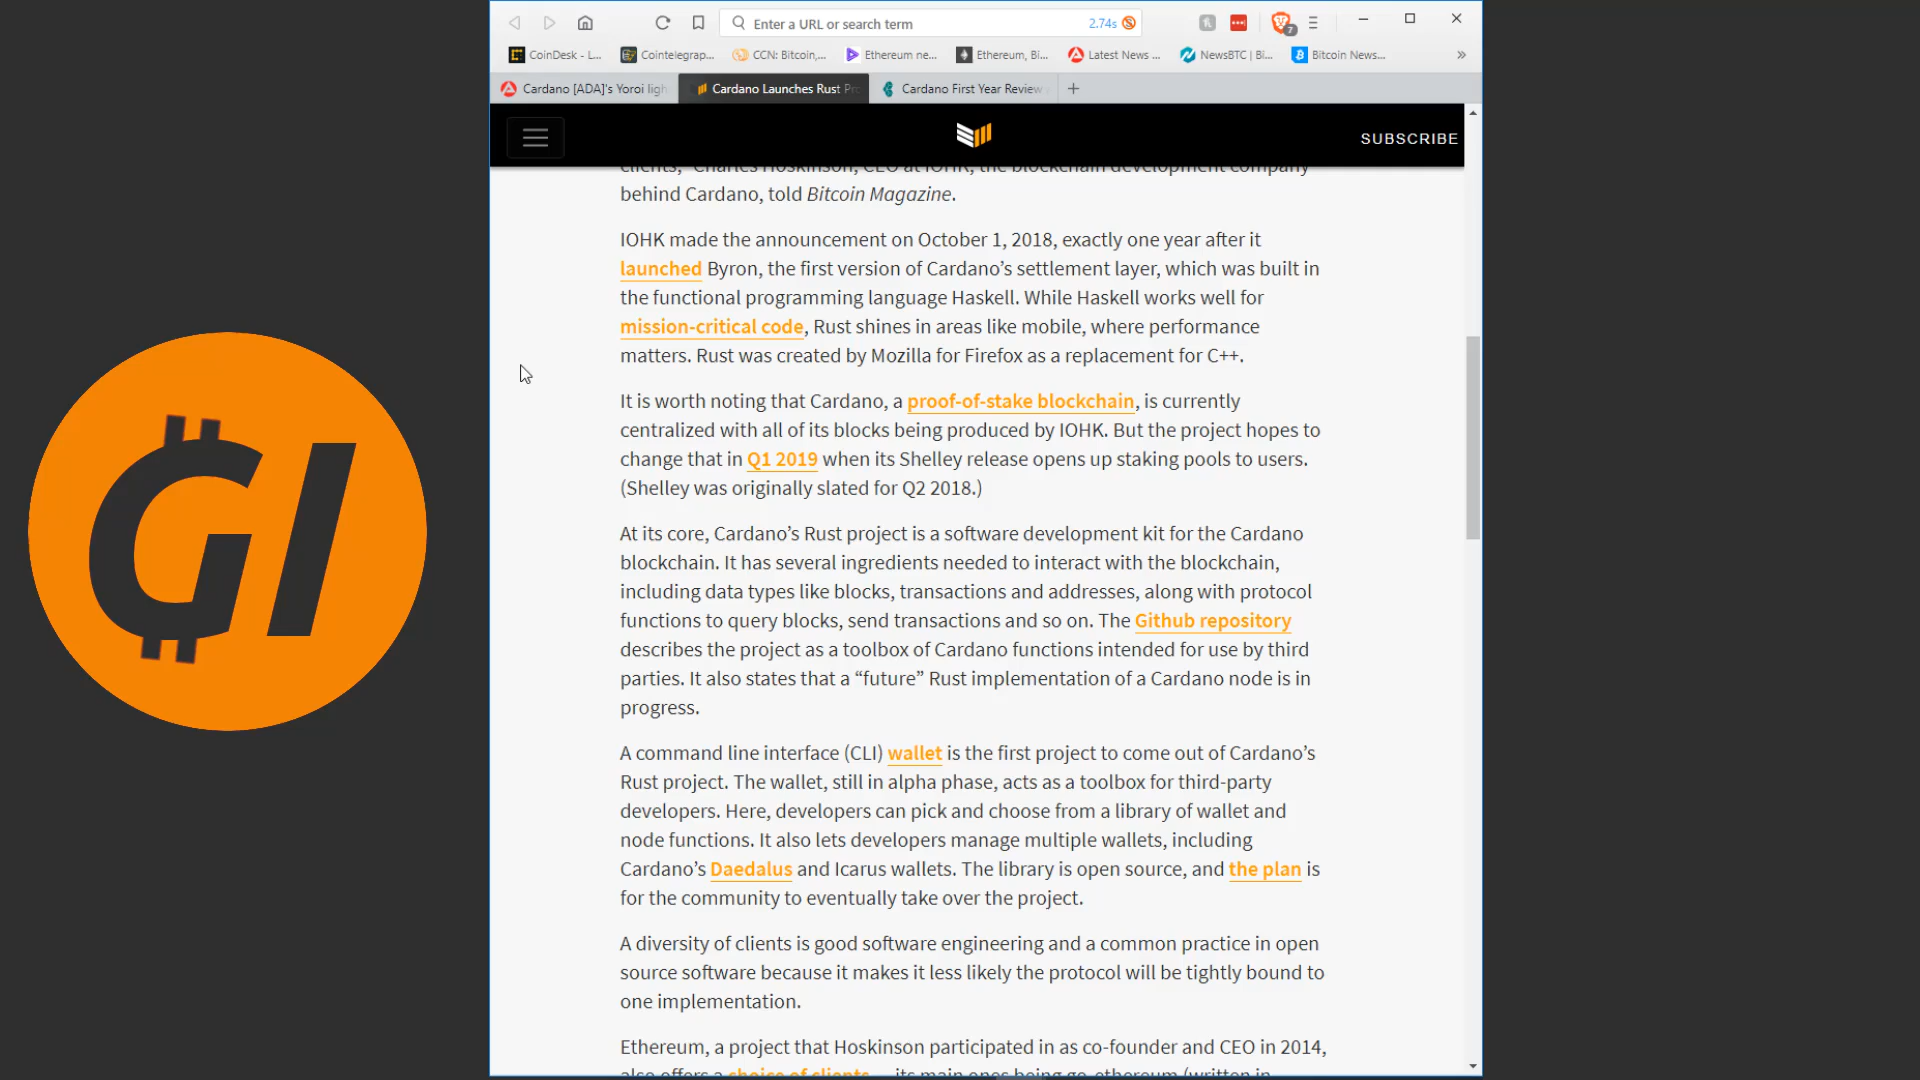 Enter a URL or search term
2.74s
7
CoinDesk - L...
Cointelegrap...
CCN: Bitcoin,...
Ethereum ne...
Ethereum, Bi...
Latest News ...
NewsBTC | Bi...
Bitcoin News...
Cardano [ADA]'s Yoroi ligh
Cardano Launches Rust Pr
Cardano First Year Review
SUBSCRIBE
clients,” Charles Hoskinson, CEO at IOHK, the blockchain development company
behind Cardano, told Bitcoin Magazine.
IOHK made the announcement on October 1, 2018, exactly one year after it
launched Byron, the first version of Cardano’s settlement layer, which was built in
the functional programming language Haskell. While Haskell works well for
mission-critical code, Rust shines in areas like mobile, where performance
matters. Rust was created by Mozilla for Firefox as a replacement for C++.
It is worth noting that Cardano, a proof-of-stake blockchain, is currently
centralized with all of its blocks being produced by IOHK. But the project hopes to
change that in Q1 2019 when its Shelley release opens up staking pools to users.
(Shelley was originally slated for Q2 2018.)
At its core, Cardano’s Rust project is a software development kit for the Cardano
blockchain. It has several ingredients needed to interact with the blockchain,
including data types like blocks, transactions and addresses, along with protocol
functions to query blocks, send transactions and so on. The Github repository
describes the project as a toolbox of Cardano functions intended for use by third
parties. It also states that a “future” Rust implementation of a Cardano node is in
progress.
A command line interface (CLI) wallet is the first project to come out of Cardano’s
Rust project. The wallet, still in alpha phase, acts as a toolbox for third-party
developers. Here, developers can pick and choose from a library of wallet and
node functions. It also lets developers manage multiple wallets, including
Cardano’s Daedalus and Icarus wallets. The library is open source, and the plan is
for the community to eventually take over the project.
A diversity of clients is good software engineering and a common practice in open
source software because it makes it less likely the protocol will be tightly bound to
one implementation.
Ethereum, a project that Hoskinson participated in as co-founder and CEO in 2014,
also offers a choice of clients — its main ones being go-ethereum (written in
GI